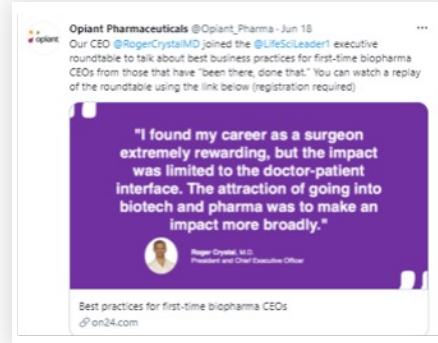 Opiant Pharmaceuticals @Opiant_Pharma · Jun 18
opiant
Our CEO @RogerCrystalMD joined the @LifeSciLeader1 executive
roundtable to talk about best business practices for first-time biopharma
CEOs from those that have "been there, done that." You can watch a replay
of the roundtable using the link below (registration required)
"I found my career as a surgeon
extremely rewarding, but the impact
was limited to the doctor-patient
interface. The attraction of going into
biotech and pharma was to make an
impact more broadly."
Roger Crystal, M.D.
President and Chief Executive Officer
Best practices for first-time biopharma CEOs
on24.com